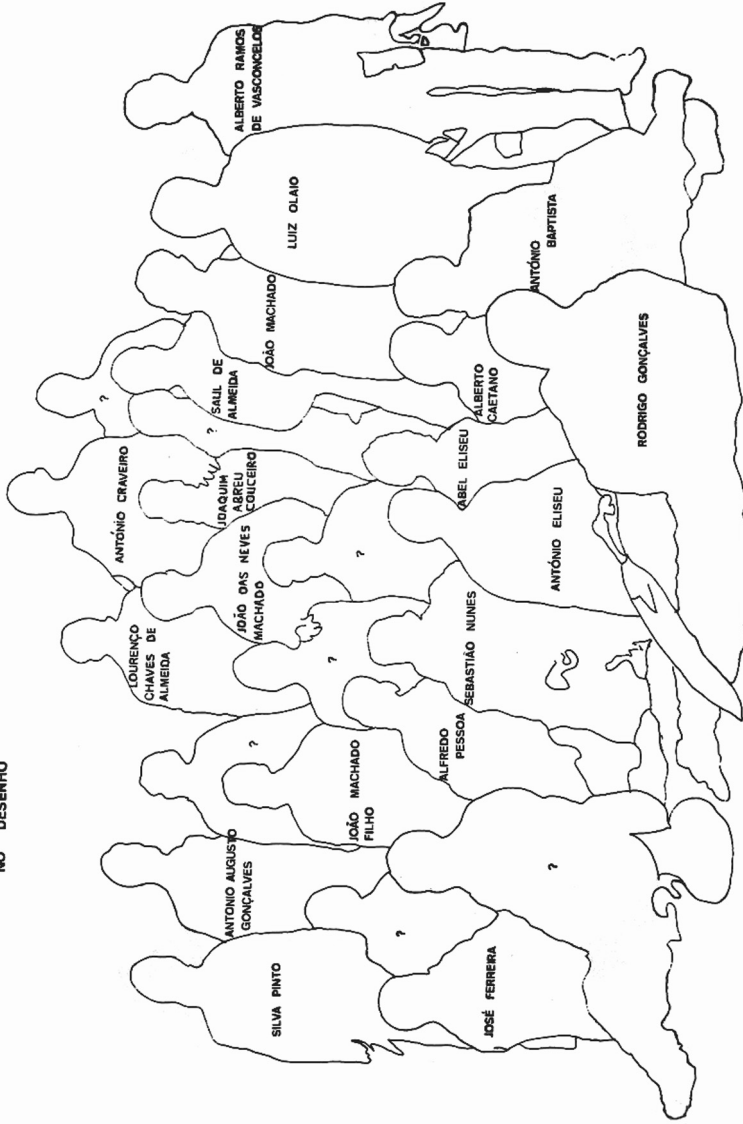 NO DESENHO
ANTÓNIO CRAVEIRO
?
LOURENÇO
CHAVES DE
ALMEIDA
JOAQUIM
ABREU
COUCEIRO
?
SAUL DE
ALMEIDA
ALBERTO RAMOS
DE VASCONCELOS
ANTONIO AUGUSTO
GONÇALVES
?
JOÃO DAS NEVES
MACHADO
JOÃO MACHADO
LUIZ OLAIO
SILVA PINTO
?
JOÃO MACHADO
FILHO
?
?
ALFREDO
PESSOA
SEBASTIÃO NUNES
ABEL ELISEU
ALBERTO
CAETANO
ANTÓNIO
BAPTISTA
JOSÉ FERREIRA
?
ANTÓNIO ELISEU
RODRIGO GONÇALVES